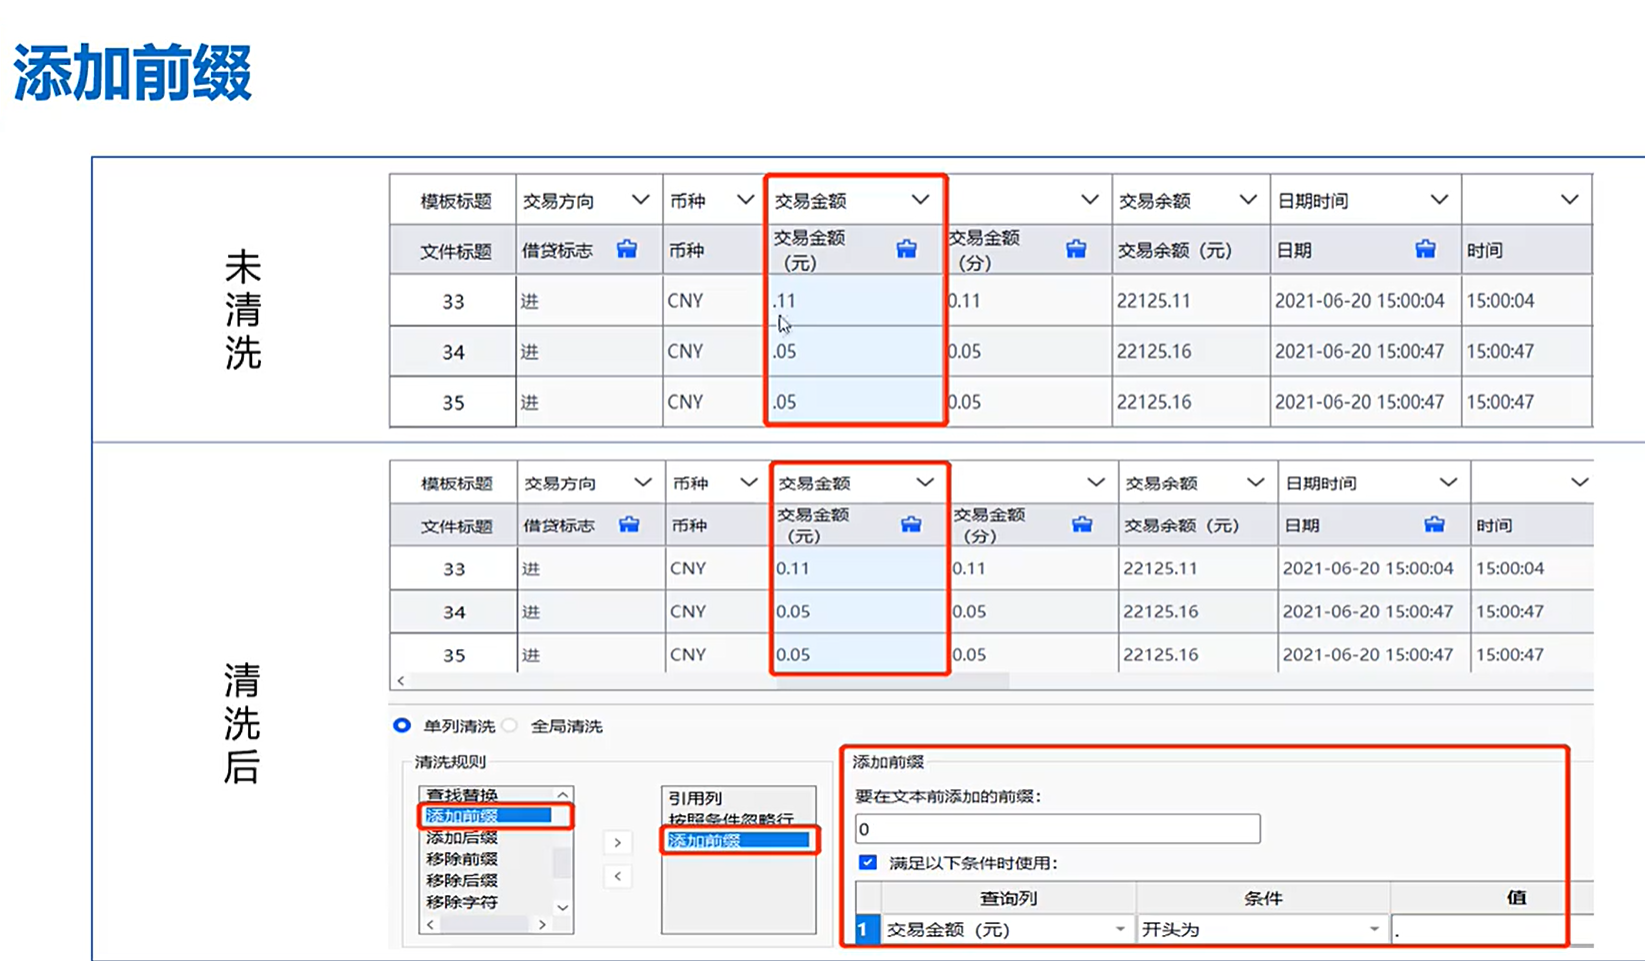 添加前缀
未清洗
模板标题 交易方向 币种 交易金额 交易余额 日期时间
文件标题 借贷标志 币种 交易金额（元） 交易金额（分） 交易余额（元） 日期 时间
33 进 CNY .11 0.11 22125.11 2021-06-20 15:00:04 15:00:04
34 进 CNY .05 0.05 22125.16 2021-06-20 15:00:47 15:00:47
35 进 CNY .05 0.05 22125.16 2021-06-20 15:00:47 15:00:47
清洗后
模板标题 交易方向 币种 交易金额 交易余额 日期时间
文件标题 借贷标志 币种 交易金额（元） 交易金额（分） 交易余额（元） 日期 时间
33 进 CNY 0.11 0.11 22125.11 2021-06-20 15:00:04 15:00:04
34 进 CNY 0.05 0.05 22125.16 2021-06-20 15:00:47 15:00:47
35 进 CNY 0.05 0.05 22125.16 2021-06-20 15:00:47 15:00:47
单列清洗 全局清洗
清洗规则
查找替换
添加前缀
添加后缀
移除前缀
移除后缀
移除字符
引用列
按照条件忽略行
添加前缀
添加前缀
要在文本前添加的前缀：
0
满足以下条件时使用：
查询列 条件 值
1 交易金额（元） 开头为 .